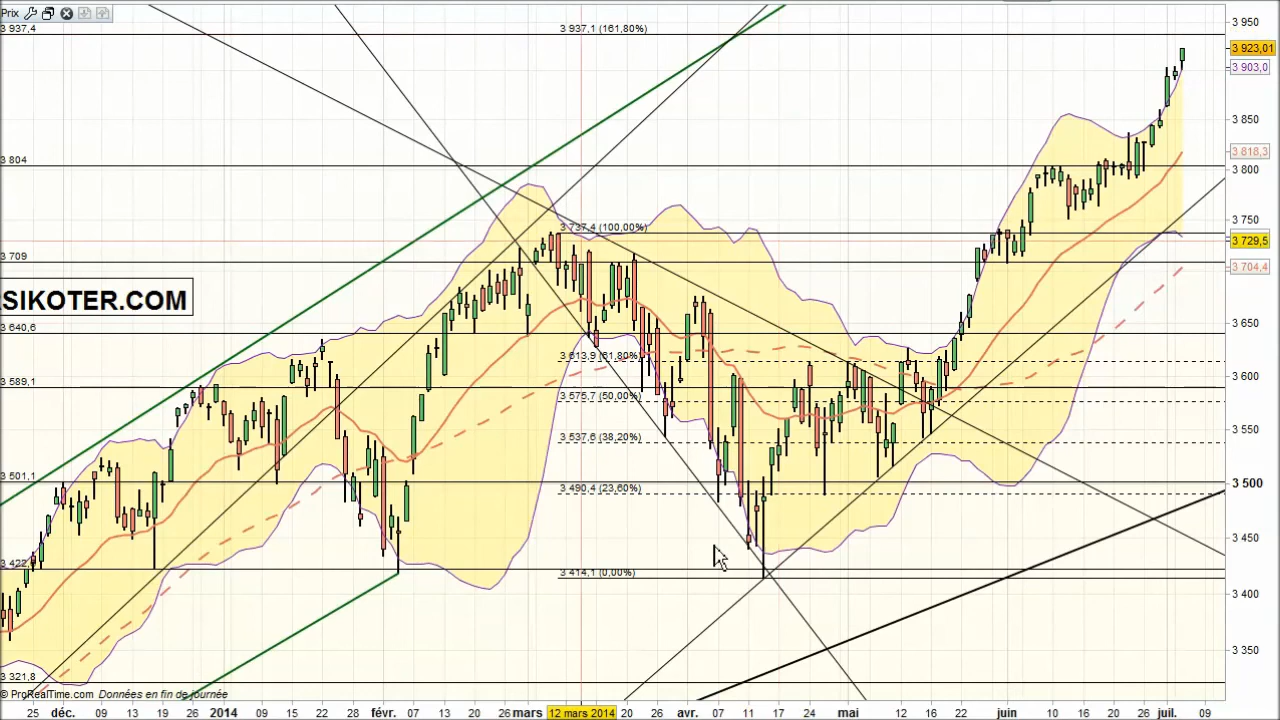 Prix
3 937,4
3 937,1 (161,80%)
3 950
3 923,01
3 903,0
3 850
3 818,3
3 804
3 800
3 750
3 737,4 (100,00%)
3 729,5
3 709
3 704,4
SIKOTER.COM
3 650
3 640,6
3 613,9 (61,80%)
3 600
3 589,1
3 575,7 (50,00%)
3 550
3 537,6 (38,20%)
3 501,1
3 500
3 490,4 (23,60%)
3 450
3 422
3 414,1 (0,00%)
3 400
3 350
3 321,8
© ProRealTime.com Données en fin de journée
25 déc. 09 13 19 26 2014 09 15 22 28 févr. 07 13 20 26 mars 12 mars 2014 20 26 avr. 07 11 17 24 mai 12 16 22 juin 10 16 20 26 juil. 09